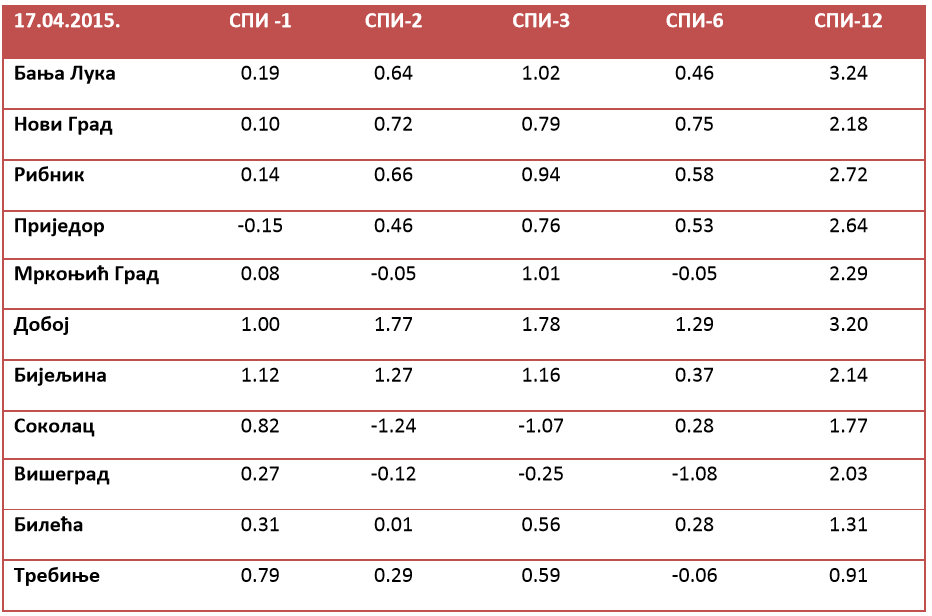 17.04.2015. СПИ -1 СПИ-2 СПИ-3 СПИ-6 СПИ-12
Бања Лука 0.19 0.64 1.02 0.46 3.24
Нови Град 0.10 0.72 0.79 0.75 2.18
Рибник 0.14 0.66 0.94 0.58 2.72
Приједор -0.15 0.46 0.76 0.53 2.64
Мркоњић Град 0.08 -0.05 1.01 -0.05 2.29
Добој 1.00 1.77 1.78 1.29 3.20
Бијељина 1.12 1.27 1.16 0.37 2.14
Соколац 0.82 -1.24 -1.07 0.28 1.77
Вишеград 0.27 -0.12 -0.25 -1.08 2.03
Билећа 0.31 0.01 0.56 0.28 1.31
Требиње 0.79 0.29 0.59 -0.06 0.91